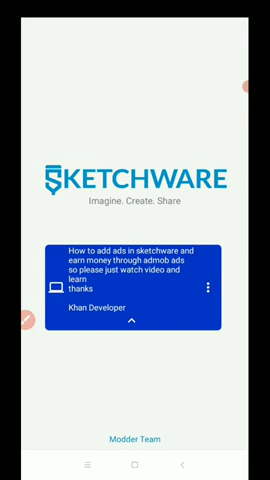 SKETCHWARE
Imagine. Create. Share
How to add ads in sketchware and
earn money through admob ads
so please just watch video and
learn
thanks
Khan Developer
Modder Team